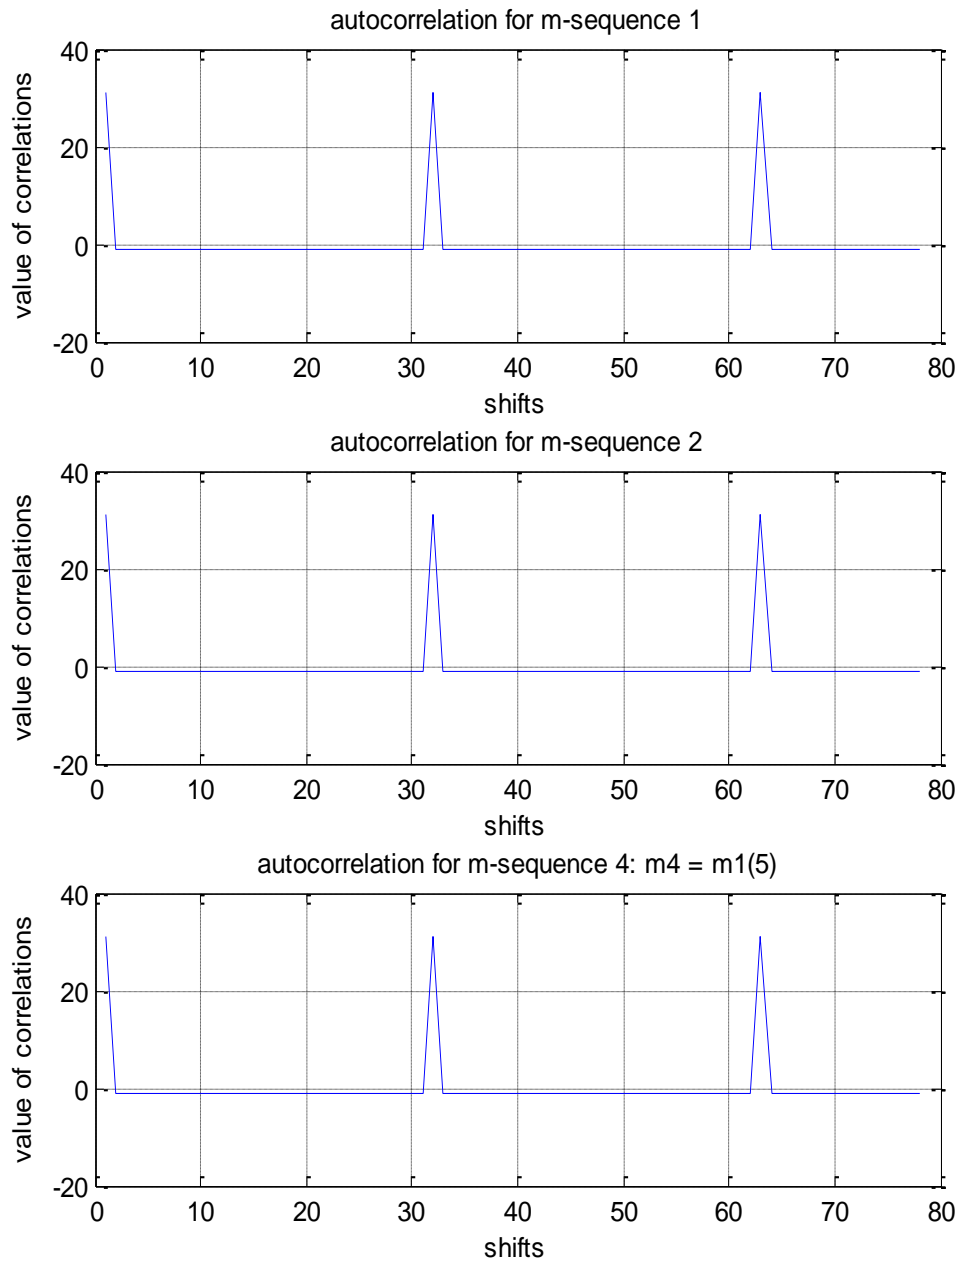 autocorrelation for m-sequence 1
40
20
0
-20
value of correlations
0 10 20 30 40 50 60 70 80
shifts
autocorrelation for m-sequence 2
40
20
0
-20
value of correlations
0 10 20 30 40 50 60 70 80
shifts
autocorrelation for m-sequence 4: m4 = m1(5)
40
20
0
-20
value of correlations
0 10 20 30 40 50 60 70 80
shifts